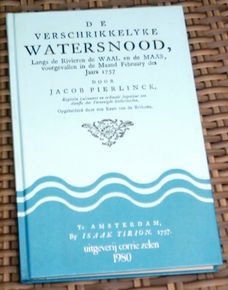 DE
VERSCHRIKKELYKE
WATERSNOOD,
Langs de Rivieren de WAAL en de MAAS,
voorgevallen in de Maand February des
Jaars 1757
DOOR
JACOB PIERLINCK,
Te AMSTERDAM,
By ISAAK TIRION. 1757.
uitgeverij corrie zelen
1980